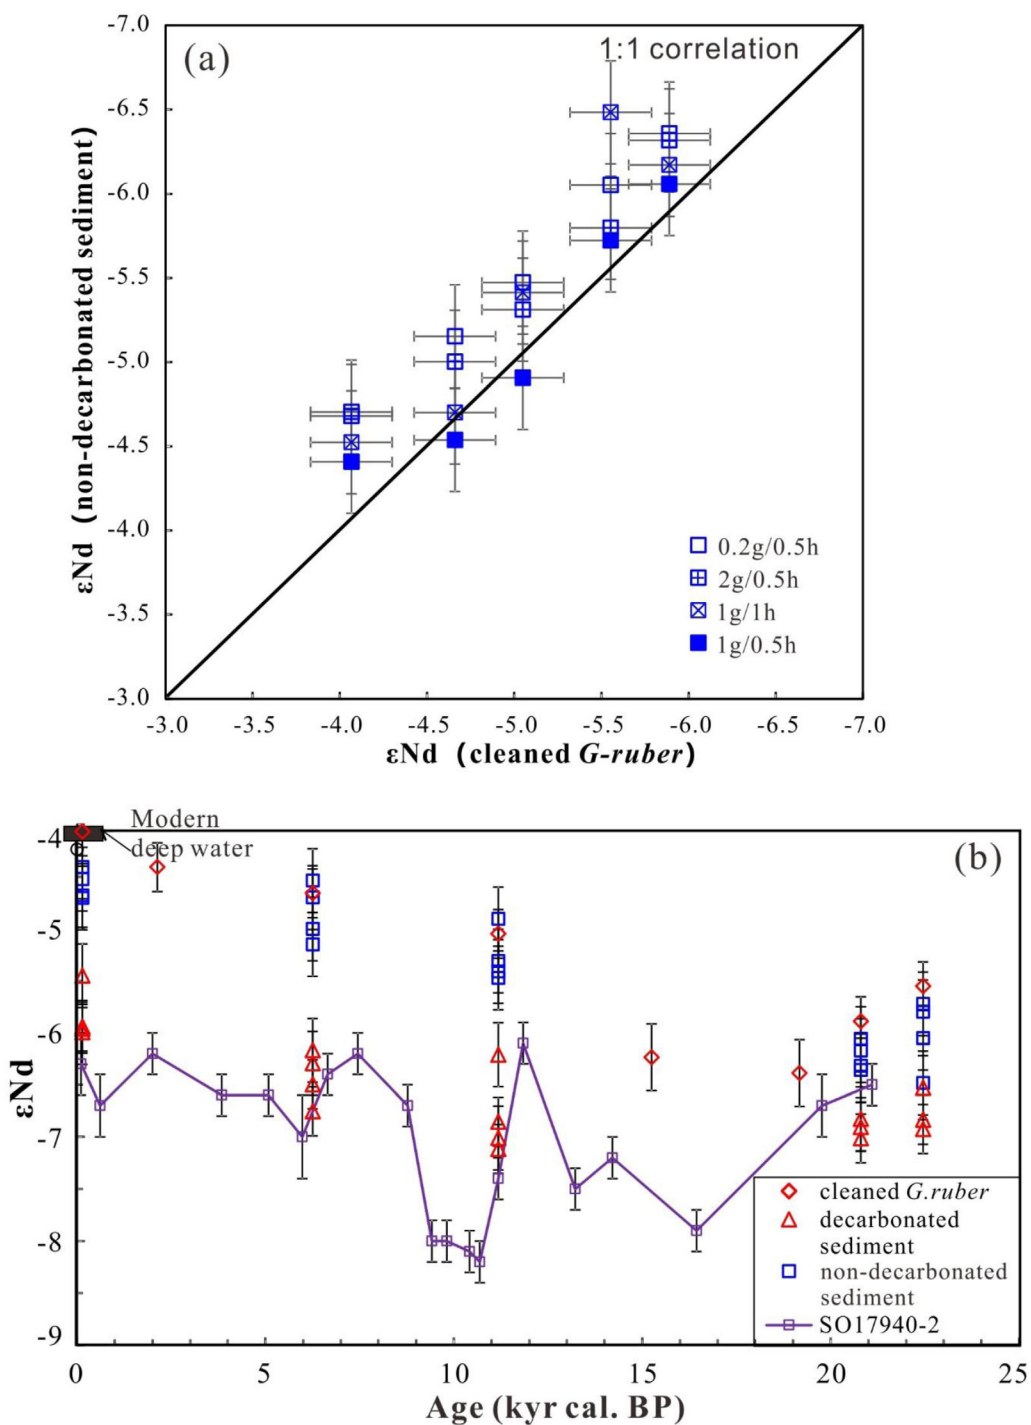 (a)
1:1 correlation
-7.0
-6.5
-6.0
-5.5
-5.0
-4.5
-4.0
-3.5
-3.0
εNd (non-decarbonated sediment)
0.2g/0.5h
2g/0.5h
1g/1h
1g/0.5h
-3.0 -3.5 -4.0 -4.5 -5.0 -5.5 -6.0 -6.5 -7.0
εNd (cleaned G-ruber)
Modern
deep water
(b)
-4
-5
-6
-7
-8
-9
εNd
cleaned G.ruber
decarbonated
sediment
non-decarbonated
sediment
SO17940-2
0 5 10 15 20 25
Age (kyr cal. BP)